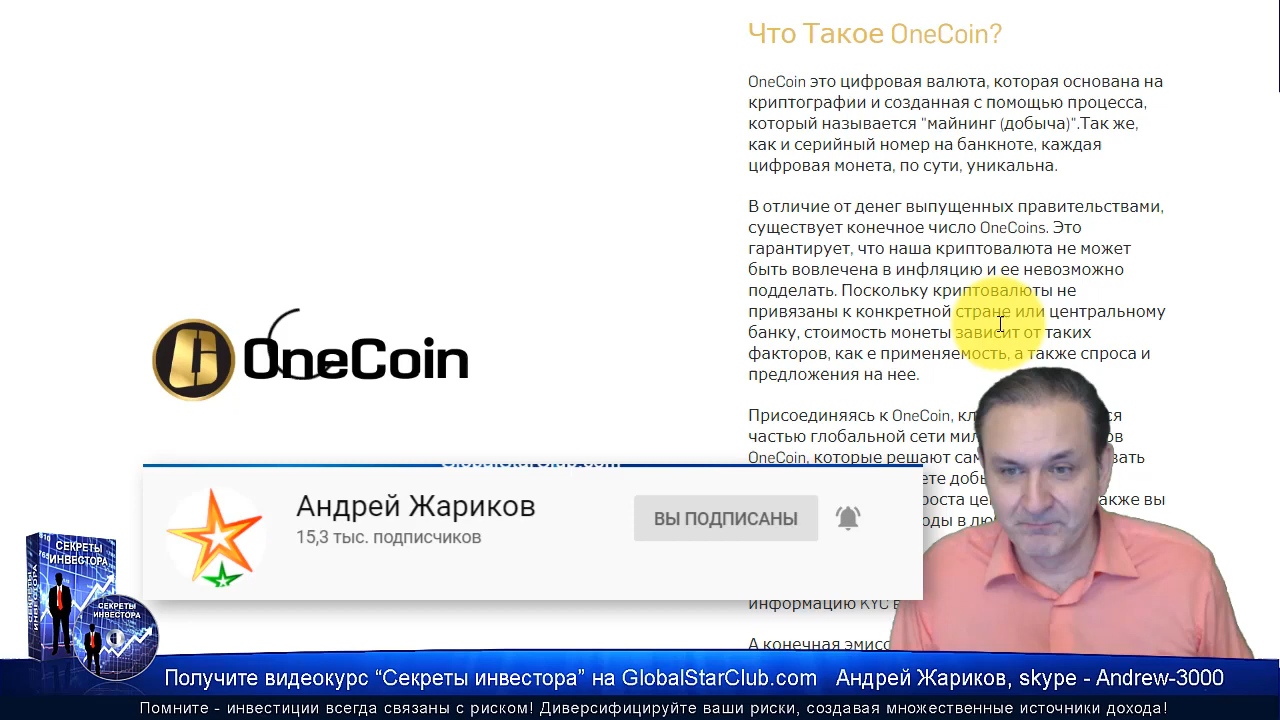 Что Такое OneCoin?
OneCoin это цифровая валюта, которая основана на
криптографии и созданная с помощью процесса,
который называется "майнинг (добыча)".Так же,
как и серийный номер на банкноте, каждая
цифровая монета, по сути, уникальна.
В отличие от денег выпущенных правительствами,
существует конечное число OneCoins. Это
гарантирует, что наша криптовалюта не может
быть вовлечена в инфляцию и ее невозможно
подделать. Поскольку криптовалюты не
привязаны к конкретной стране или центральному
банку, стоимость монеты зависит от таких
факторов, как е применяемость, а также спроса и
предложения на нее.
Присоединяясь к OneCoin,
частью глобальной сети
OneCoin, которые решают
информацию KYC
А конечная
OneCoin
GlobalStarClub.com
Андрей Жариков
15,3 тыс. подписчиков
ВЫ ПОДПИСАНЫ
СЕКРЕТЫ
ИНВЕСТОРА
СЕКРЕТЫ
ИНВЕСТОРА
Получите видеокурс “Секреты инвестора” на GlobalStarClub.com Андрей Жариков, skype - Andrew-3000
Помните - инвестиции всегда связаны с риском! Диверсифицируйте ваши риски, создавая множественные источники дохода!